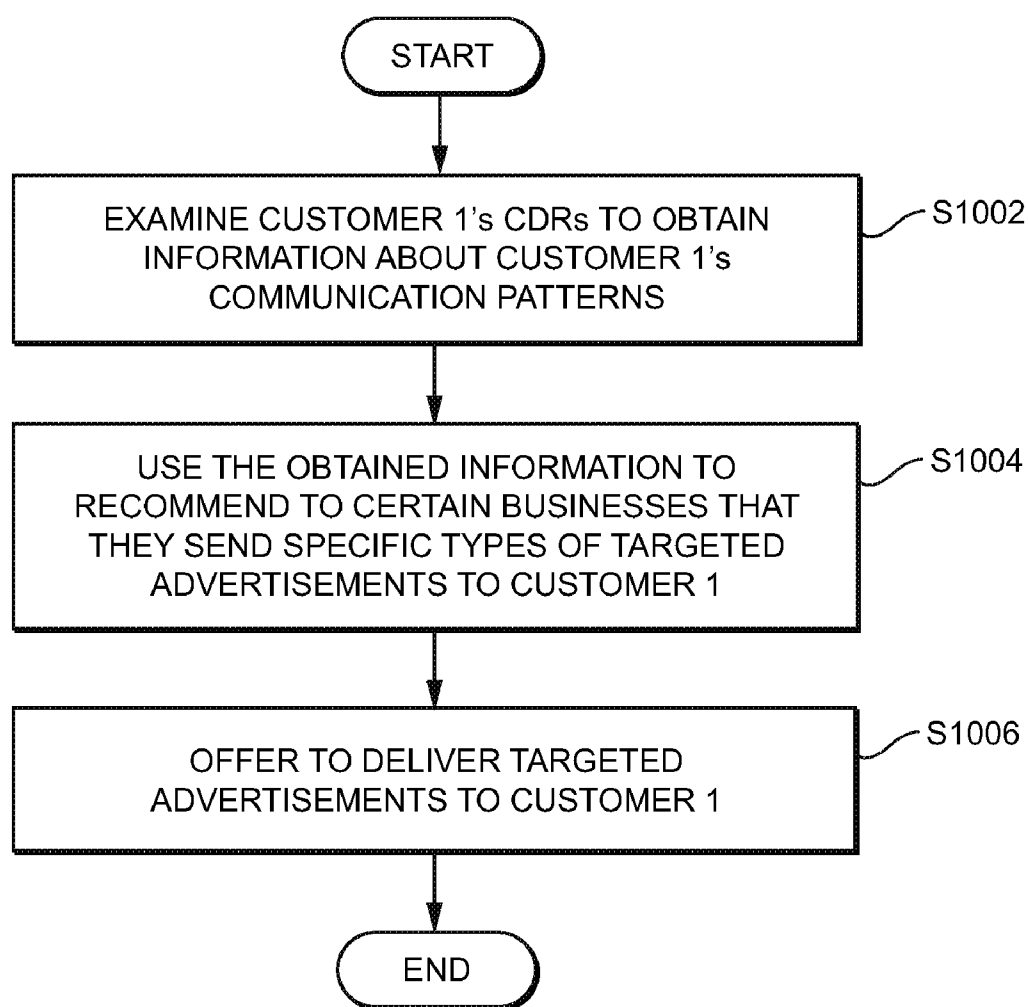 START
EXAMINE CUSTOMER 1's CDRs TO OBTAIN
INFORMATION ABOUT CUSTOMER 1's
COMMUNICATION PATTERNS
S1002
USE THE OBTAINED INFORMATION TO
RECOMMEND TO CERTAIN BUSINESSES THAT
THEY SEND SPECIFIC TYPES OF TARGETED
ADVERTISEMENTS TO CUSTOMER 1
S1004
OFFER TO DELIVER TARGETED
ADVERTISEMENTS TO CUSTOMER 1
S1006
END